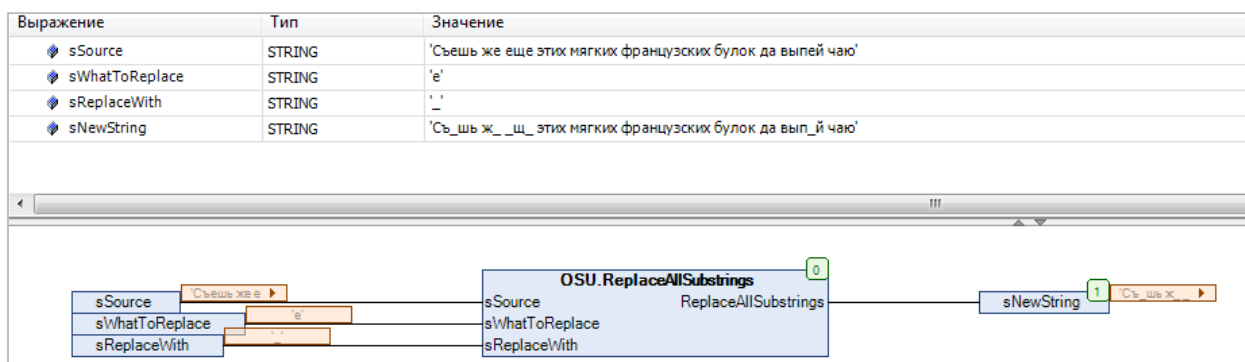 Выражение Тип Значение
sSource STRING 'Съешь же еще этих мягких французских булок да выпей чаю'
sWhatToReplace STRING 'е'
sReplaceWith STRING '_'
sNewString STRING 'Съ_шь ж_ _щ_ этих мягких французских булок да вып_й чаю'
OSU.ReplaceAllSubstrings 0
sSource 'Съешь же е sSource ReplaceAllSubstrings sNewString 1 'Съ_шь ж_ _
sWhatToReplace 'е' sWhatToReplace
sReplaceWith '_' sReplaceWith